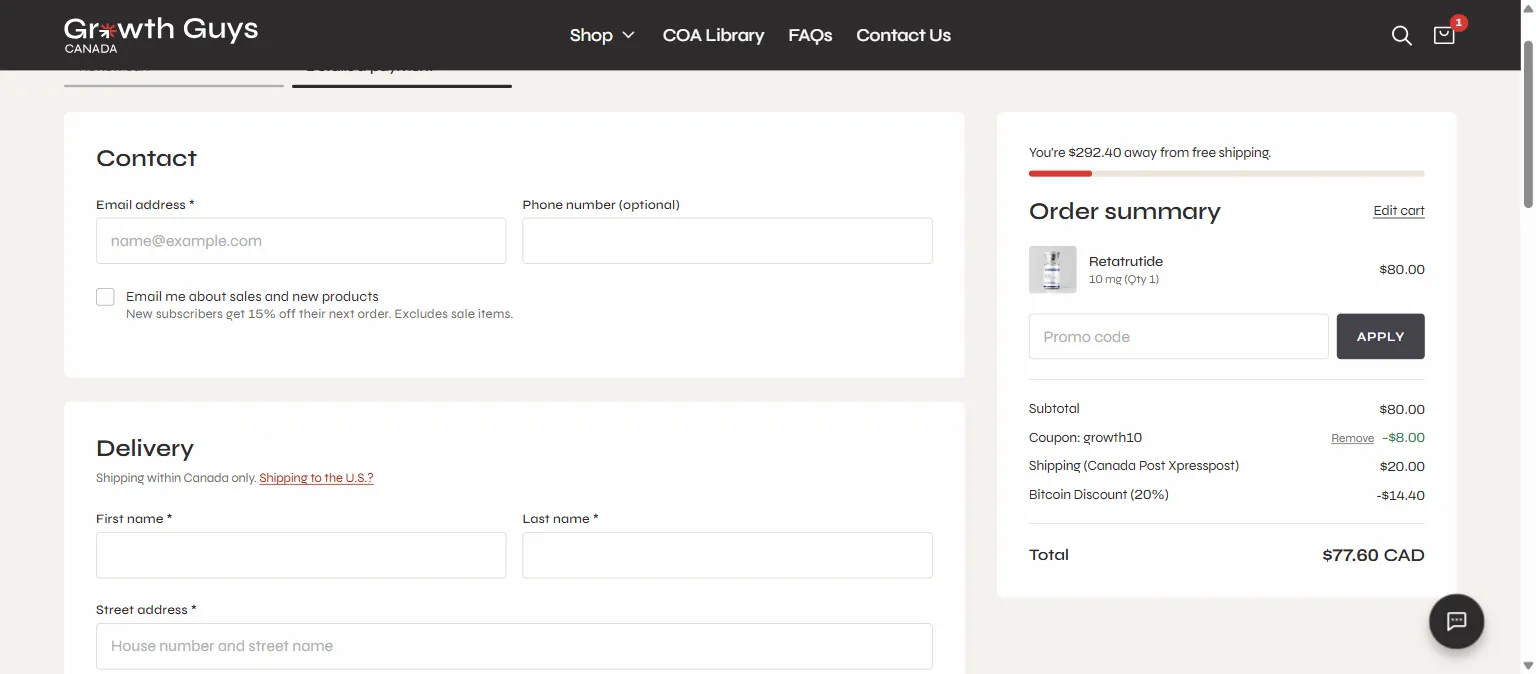 Growth Guys
CANADA
Shop
COA Library
FAQs
Contact Us
1
Contact
Email address *
Phone number (optional)
name@example.com
Email me about sales and new products
New subscribers get 15% off their next order. Excludes sale items.
Delivery
Shipping within Canada only. Shipping to the U.S.?
First name *
Last name *
Street address *
House number and street name
You're $292.40 away from free shipping.
Order summary
Edit cart
Retatrutide
10 mg (Qty 1)
$80.00
Promo code
APPLY
Subtotal $80.00
Coupon: growth10 Remove -$8.00
Shipping (Canada Post Xpresspost) $20.00
Bitcoin Discount (20%) -$14.40
Total $77.60 CAD